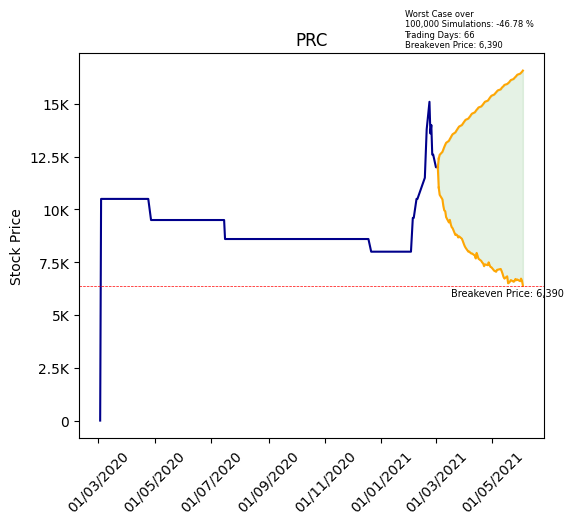 Worst Case over
100,000 Simulations: -46.78 %
Trading Days: 66
Breakeven Price: 6,390
PRC
Stock Price
15K
12.5K
10K
7.5K
5K
2.5K
0
Breakeven Price: 6,390
01/03/2020
01/05/2020
01/07/2020
01/09/2020
01/11/2020
01/01/2021
01/03/2021
01/05/2021